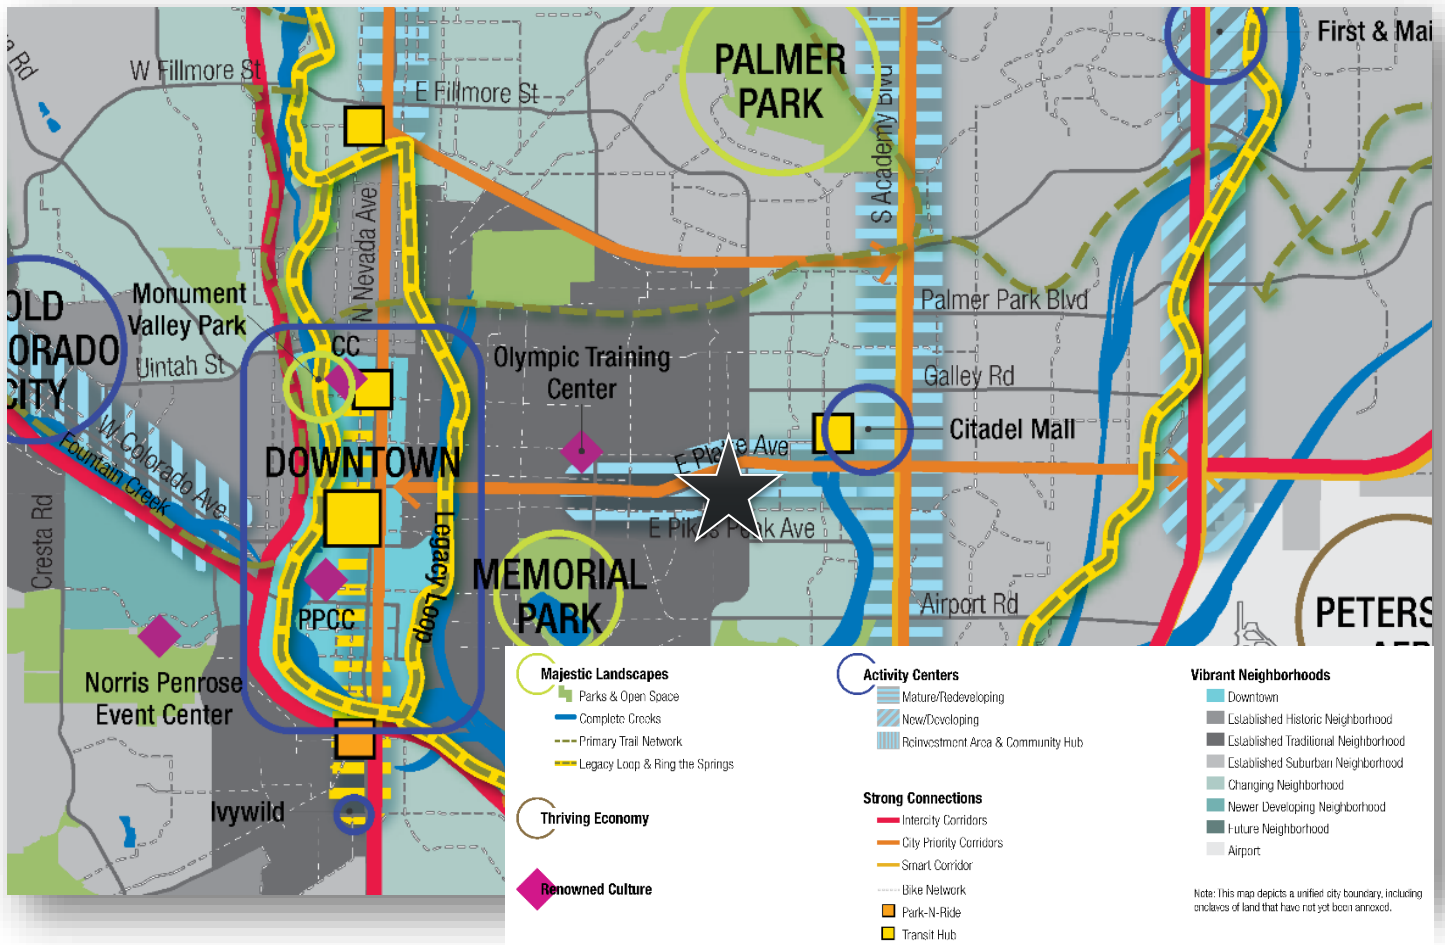 n Rd
W Fillmore St
E Fillmore St
PALMER
PARK
First & Mai
S Academy Blvd
N Nevada Ave
OLD
ORADO
CITY
Monument
Valley Park
Uintah St
CC
Olympic Training
Center
Palmer Park Blvd
Galley Rd
Citadel Mall
W Colorado Ave
Fountain Creek
DOWNTOWN
E Pla e Ave
E Pikes Peak Ave
Cresta Rd
Legacy Loop
MEMORIAL
PARK
PPCC
Airport Rd
PETERS
Norris Penrose
Event Center
Ivywild
Majestic Landscapes
Parks & Open Space
Complete Creeks
Primary Trail Network
Legacy Loop & Ring the Springs
Thriving Economy
Renowned Culture
Activity Centers
Mature/Redeveloping
New/Developing
Reinvestment Area & Community Hub
Strong Connections
Intercity Corridors
City Priority Corridors
Smart Corridor
Bike Network
Park-N-Ride
Transit Hub
Vibrant Neighborhoods
Downtown
Established Historic Neighborhood
Established Traditional Neighborhood
Established Suburban Neighborhood
Changing Neighborhood
Newer Developing Neighborhood
Future Neighborhood
Airport
Note: This map depicts a unified city boundary, including
enclaves of land that have not yet been annexed.